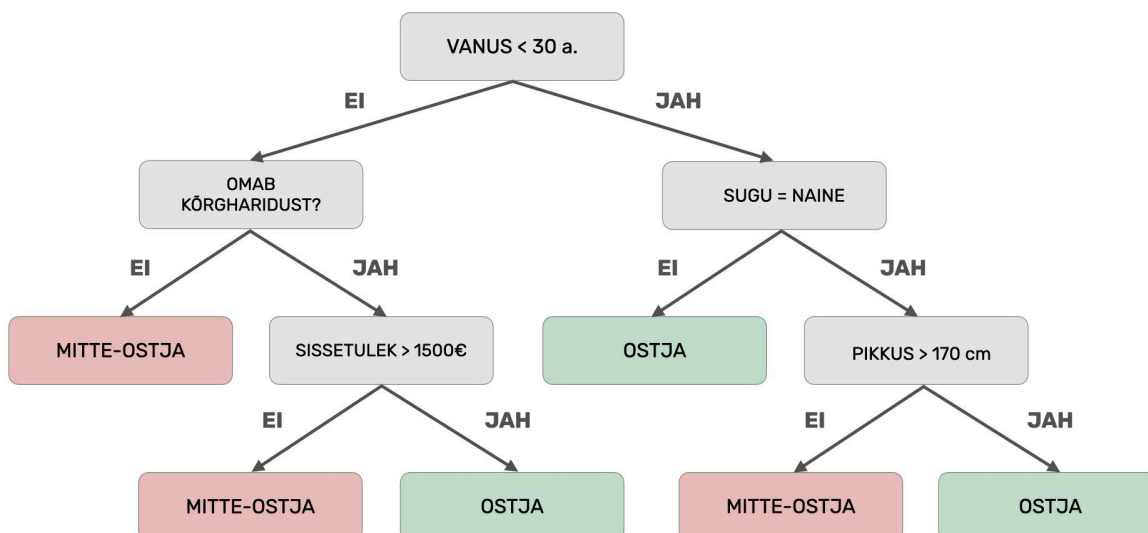 VANUS < 30 a.
EI
JAH
OMAB
KÕRGHARIDUST?
SUGU = NAINE
EI
JAH
EI
JAH
MITTE-OSTJA
SISSETULEK > 1500€
OSTJA
PIKKUS > 170 cm
EI
JAH
EI
JAH
MITTE-OSTJA
OSTJA
MITTE-OSTJA
OSTJA